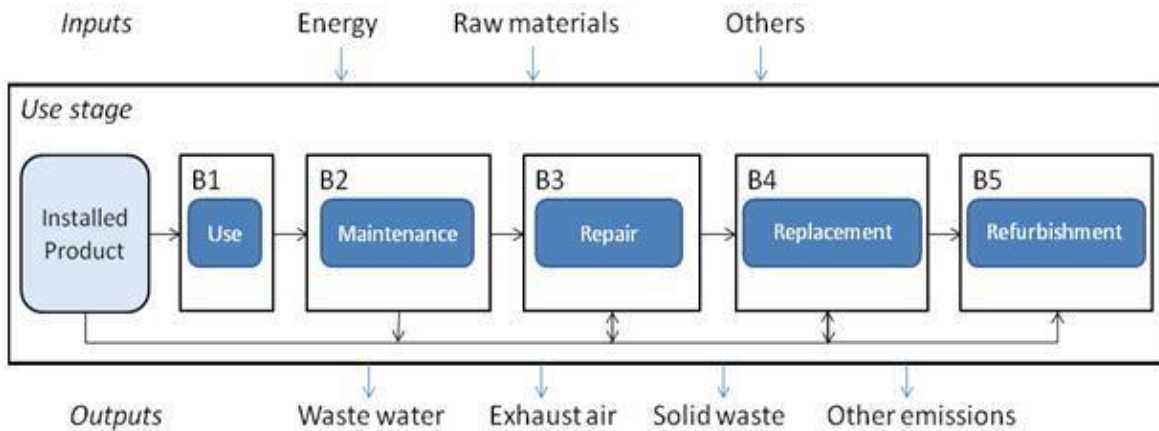 Inputs Energy Raw materials Others
Use stage
B1 B2 B3 B4 B5
Installed
Product
Use Maintenance Repair Replacement Refurbishment
Outputs Waste water Exhaust air Solid waste Other emissions